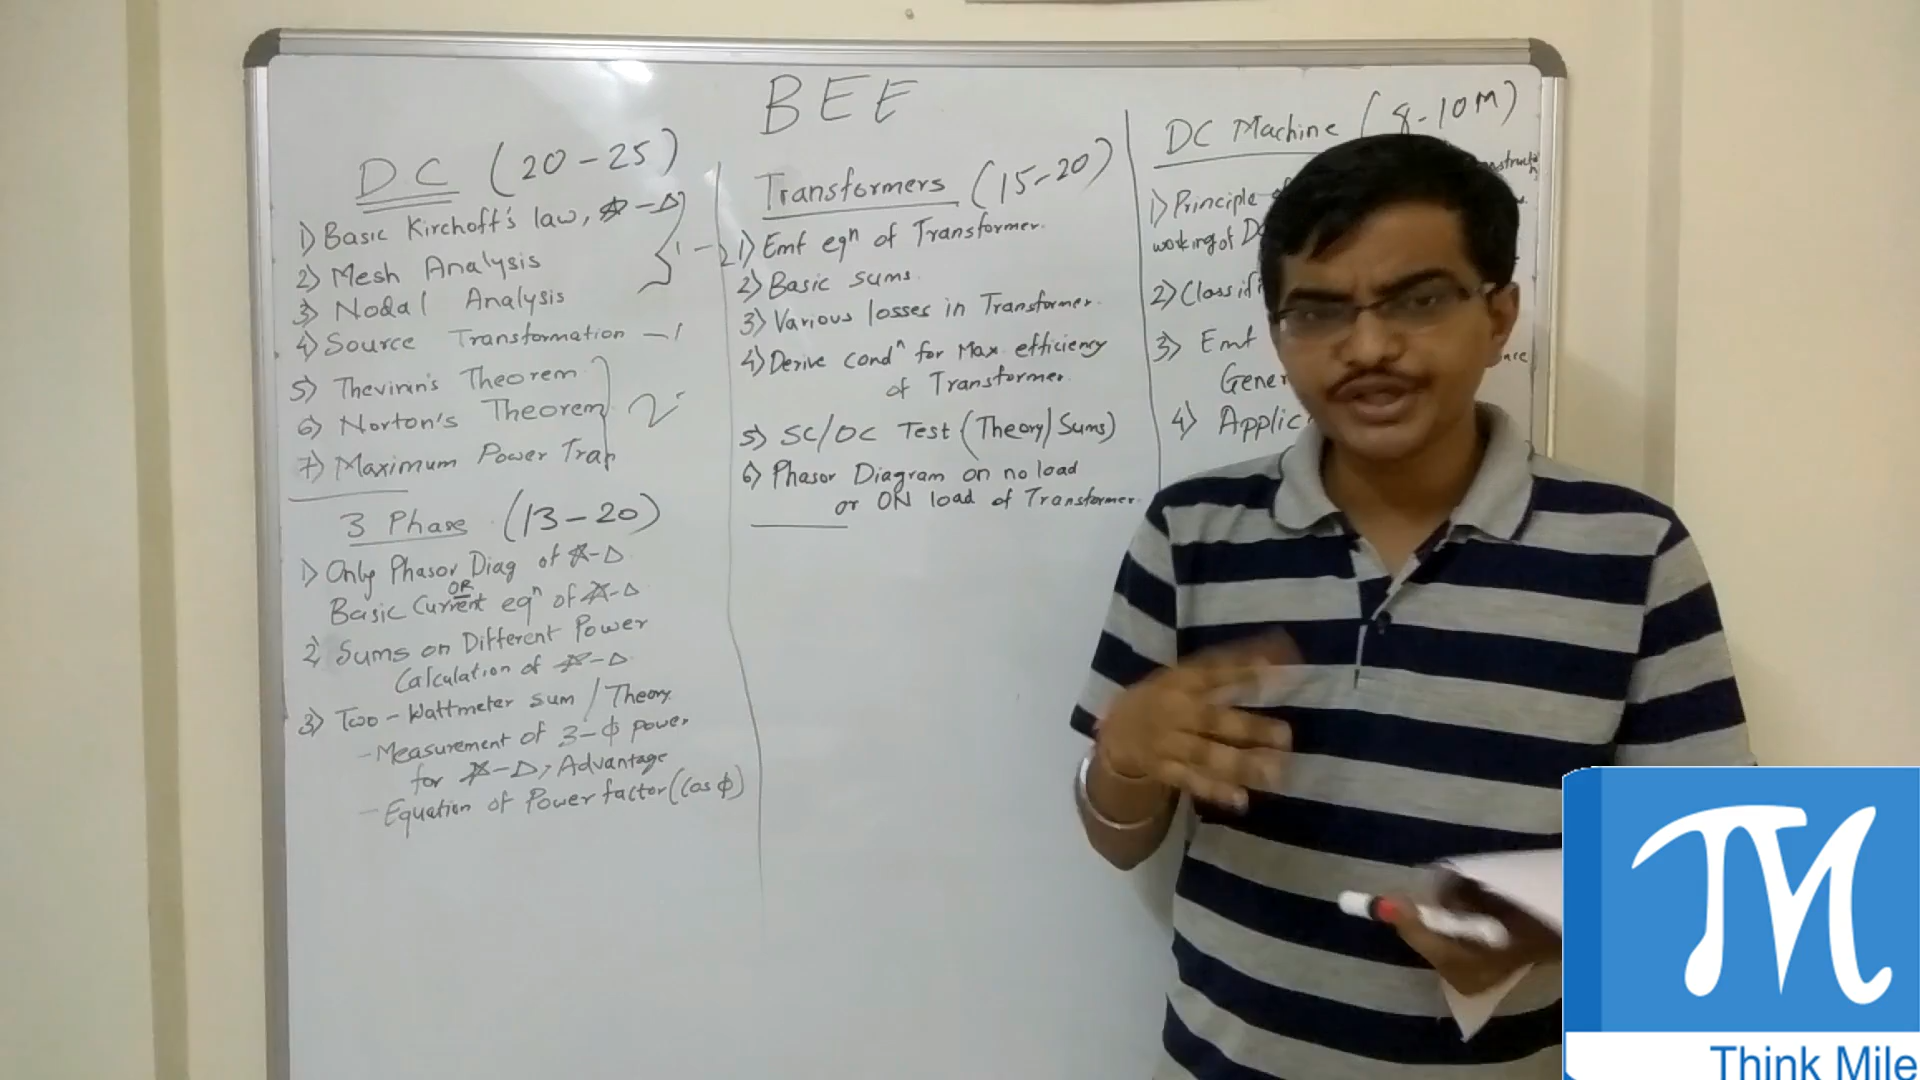 BEE
DC (20-25)
1) Basic Kirchoff's law, ☆-Δ
2) Mesh Analysis
3) Nodal Analysis
4) Source Transformation -1
5) Thevinin's Theorem
6) Norton's Theorem
7) Maximum Power Tran
1-2
2
3 Phase (13-20)
1) Only Phasor Diag of ☆-Δ
OR
Basic Current eqn of ☆-Δ
2) Sums on Different Power
Calculation of ☆-Δ
3) Two-Wattmeter sum / Theory
- Measurement of 3-ϕ power
for ☆-Δ, Advantage
- Equation of Power factor (Cos ϕ)
Transformers (15-20)
1) Emf eqn of Transformer.
2) Basic sums.
3) Various losses in Transformer.
4) Derive condn for Max efficiency
of Transformer.
5) SC/OC Test (Theory/Sums)
6) Phasor Diagram on no load
or ON load of Transformer.
DC Machine (8-10M)
1) Principle
working of
2) Classifi
3) Emf
Gener
4) Applic
TM
Think Mile